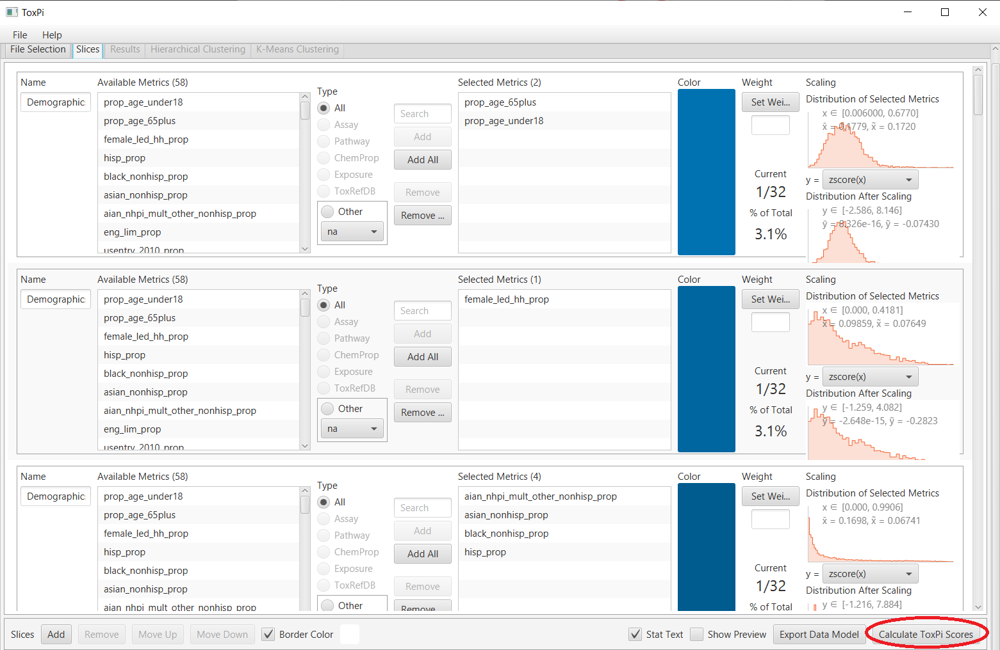 ToxPi
File Help
File Selection Slices Results Hierarchical Clustering K-Means Clustering
Name
Demographic
Available Metrics (58)
prop_age_under18
prop_age_65plus
female_led_hh_prop
hisp_prop
black_nonhisp_prop
asian_nonhisp_prop
aian_nhpi_mult_other_nonhisp_prop
eng_lim_prop
usentry_2010_prop
Type
All
Assay
Pathway
ChemProp
Exposure
ToxRefDB
Other
na
Search
Add
Add All
Remove
Remove ...
Selected Metrics (2)
prop_age_65plus
prop_age_under18
Color
Weight
Set Wei...
Current
1/32
% of Total
3.1%
Scaling
Distribution of Selected Metrics
x ∈ [0.006000, 0.6770]
x̄ = 0.1779, x̃ = 0.1720
y = zscore(x)
Distribution After Scaling
y ∈ [-2.586, 8.146]
ȳ = 8.326e-16, ỹ = -0.07430
Name
Demographic
Available Metrics (58)
prop_age_under18
prop_age_65plus
female_led_hh_prop
hisp_prop
black_nonhisp_prop
asian_nonhisp_prop
aian_nhpi_mult_other_nonhisp_prop
eng_lim_prop
usentry_2010_prop
Type
All
Assay
Pathway
ChemProp
Exposure
ToxRefDB
Other
na
Search
Add
Add All
Remove
Remove ...
Selected Metrics (1)
female_led_hh_prop
Color
Weight
Set Wei...
Current
1/32
% of Total
3.1%
Scaling
Distribution of Selected Metrics
x ∈ [0.000, 0.4181]
x̄ = 0.09859, x̃ = 0.07649
y = zscore(x)
Distribution After Scaling
y ∈ [-1.259, 4.082]
ȳ = -2.648e-15, ỹ = -0.2823
Name
Demographic
Available Metrics (58)
prop_age_under18
prop_age_65plus
female_led_hh_prop
hisp_prop
black_nonhisp_prop
asian_nonhisp_prop
aian_nhpi_mult_other_nonhisp_prop
Type
All
Assay
Pathway
ChemProp
Exposure
ToxRefDB
Other
Search
Add
Add All
Remove
Remove ...
Selected Metrics (4)
aian_nhpi_mult_other_nonhisp_prop
asian_nonhisp_prop
black_nonhisp_prop
hisp_prop
Color
Weight
Set Wei...
Current
1/32
% of Total
Scaling
Distribution of Selected Metrics
x ∈ [0.000, 0.9906]
x̄ = 0.1698, x̃ = 0.06741
y = zscore(x)
Distribution After Scaling
y ∈ [-1.216, 7.884]
Slices Add Remove Move Up Move Down Border Color Stat Text Show Preview Export Data Model Calculate ToxPi Scores